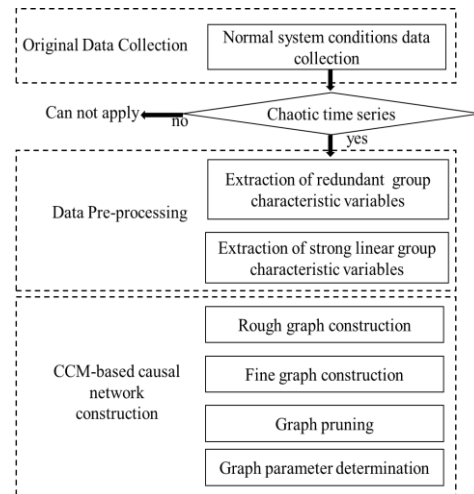 Original Data Collection
Normal system conditions data
collection
Chaotic time series
Can not apply
no
yes
Data Pre-processing
Extraction of redundant group
characteristic variables
Extraction of strong linear group
characteristic variables
CCM-based causal
network
construction
Rough graph construction
Fine graph construction
Graph pruning
Graph parameter determination